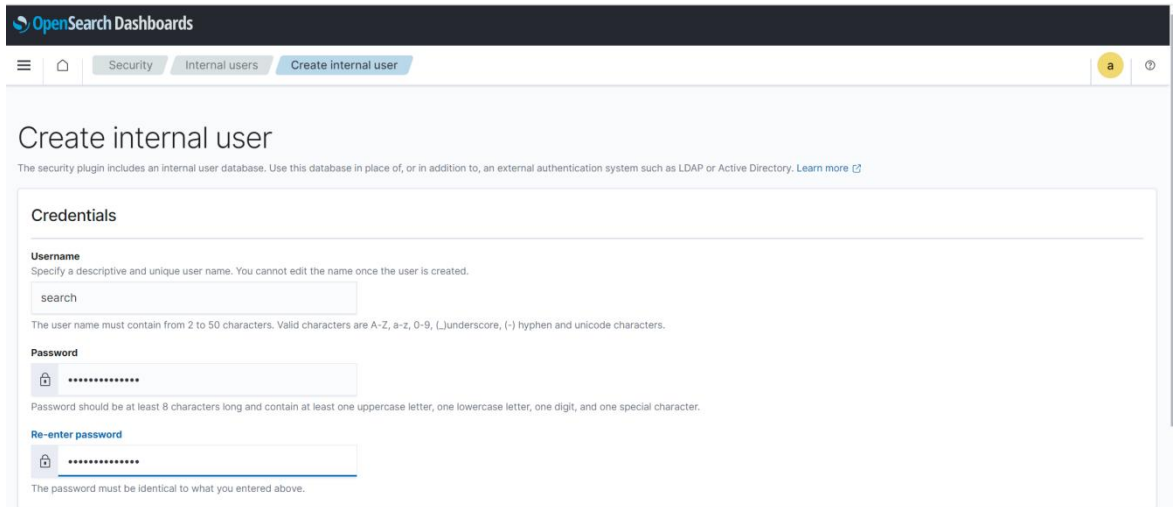 OpenSearch Dashboards
Security Internal users Create internal user a
Create internal user
The security plugin includes an internal user database. Use this database in place of, or in addition to, an external authentication system such as LDAP or Active Directory. Learn more
Credentials
Username
Specify a descriptive and unique user name. You cannot edit the name once the user is created.
search
The user name must contain from 2 to 50 characters. Valid characters are A-Z, a-z, 0-9, (_)underscore, (-) hyphen and unicode characters.
Password
••••••••••••••
Password should be at least 8 characters long and contain at least one uppercase letter, one lowercase letter, one digit, and one special character.
Re-enter password
••••••••••••••
The password must be identical to what you entered above.